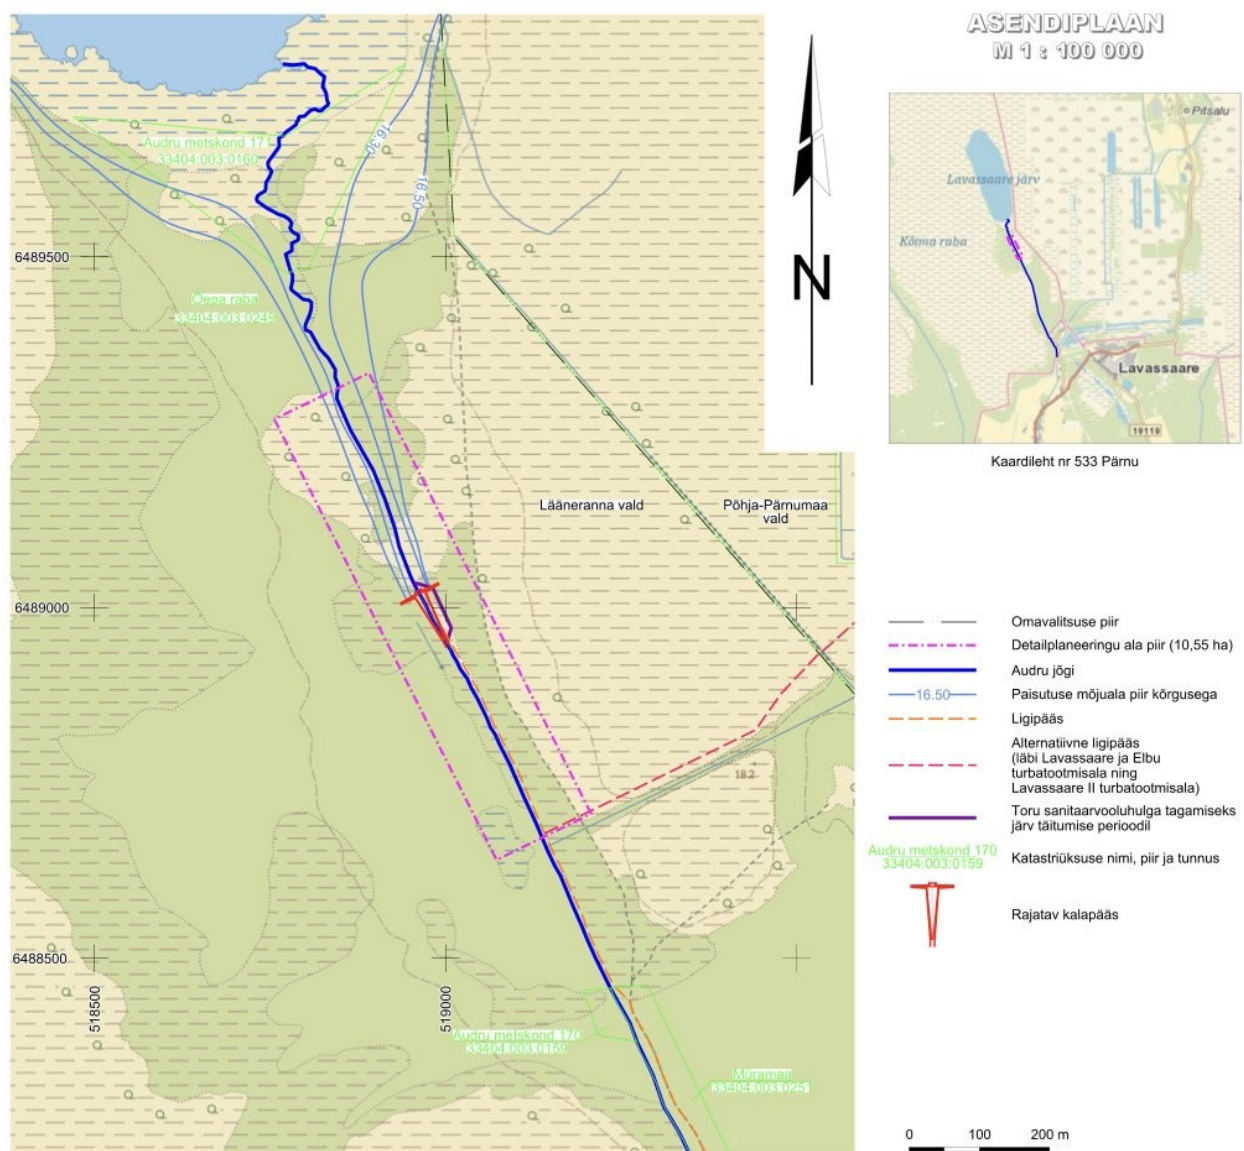 ASENDIPLAAN
M 1 : 100 000
Pitsalu
Lavassaare järv
Kõima raba
Lavassaare
19119
Kaardileht nr 533 Pärnu
N
16.30
16.50
Audru metskond 171
33404:003:0160
6489500
Õepa raba
33404:003:0249
Lääneranna vald
Põhja-Pärnumaa
vald
6489000
18.2
6488500
518500
519000
Audru metskond 170
33404:003:0159
Muramaa
33404:003:0251
Omavalitsuse piir
Detailplaneeringu ala piir (10,55 ha)
Audru jõgi
16.50
Paisutuse mõjuala piir kõrgusega
Ligipääs
Alternatiivne ligipääs
(läbi Lavassaare ja Elbu
turbatootmisala ning
Lavassaare II turbatootmisala)
Toru sanitaarvooluhulga tagamiseks
järv täitumise perioodil
Audru metskond 170
33404:003:0159
Katastriüksuse nimi, piir ja tunnus
Rajatav kalapääs
0 100 200 m